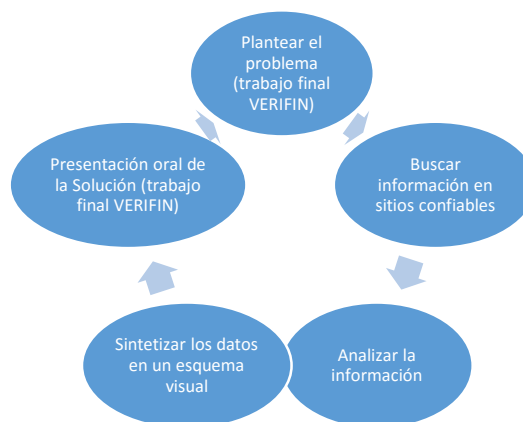 Plantear el
problema
(trabajo final
VERIFIN)
Buscar
información en
sitios confiables
Analizar la
información
Sintetizar los datos
en un esquema
visual
Presentación oral de
la Solución (trabajo
final VERIFIN)